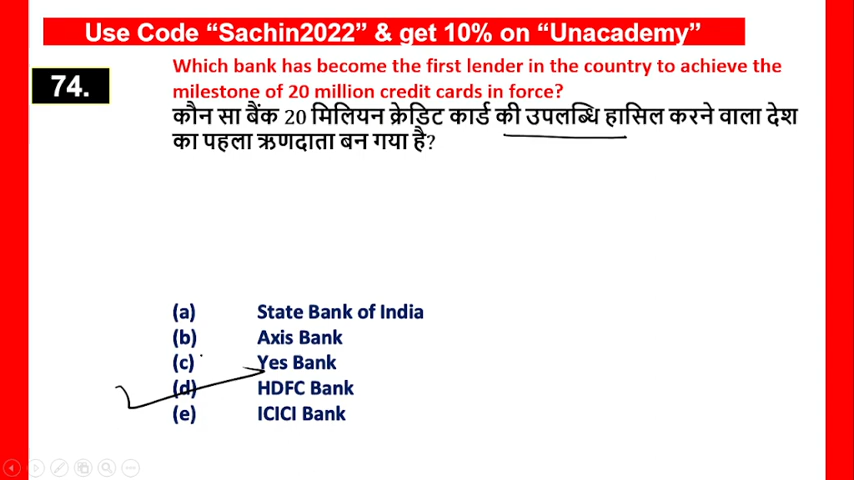 Use Code “Sachin2022” & get 10% on “Unacademy”
74.
Which bank has become the first lender in the country to achieve the
milestone of 20 million credit cards in force?
कौन सा बैंक 20 मिलियन क्रेडिट कार्ड की उपलब्धि हासिल करने वाला देश
का पहला ऋणदाता बन गया है?
(a) State Bank of India
(b) Axis Bank
(c) Yes Bank
(d) HDFC Bank
(e) ICICI Bank